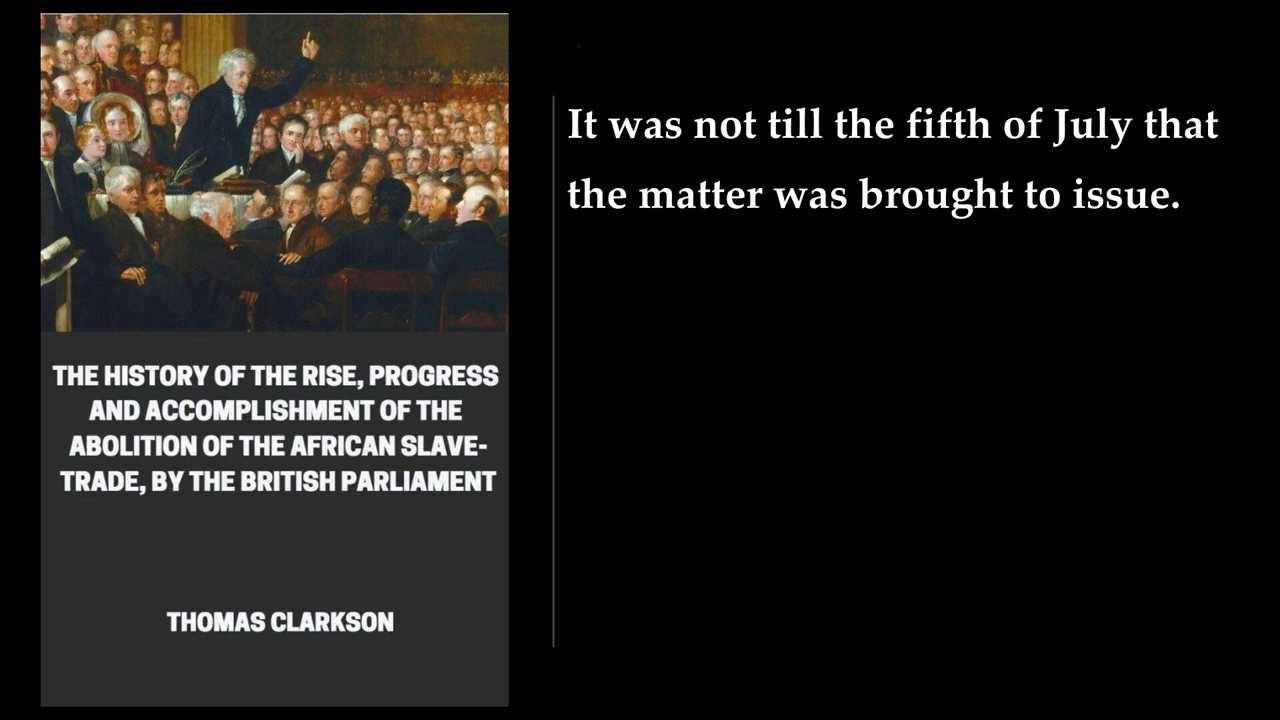 THE HISTORY OF THE RISE, PROGRESS
AND ACCOMPLISHMENT OF THE
ABOLITION OF THE AFRICAN SLAVE-
TRADE, BY THE BRITISH PARLIAMENT
THOMAS CLARKSON
It was not till the fifth of July that
the matter was brought to issue.